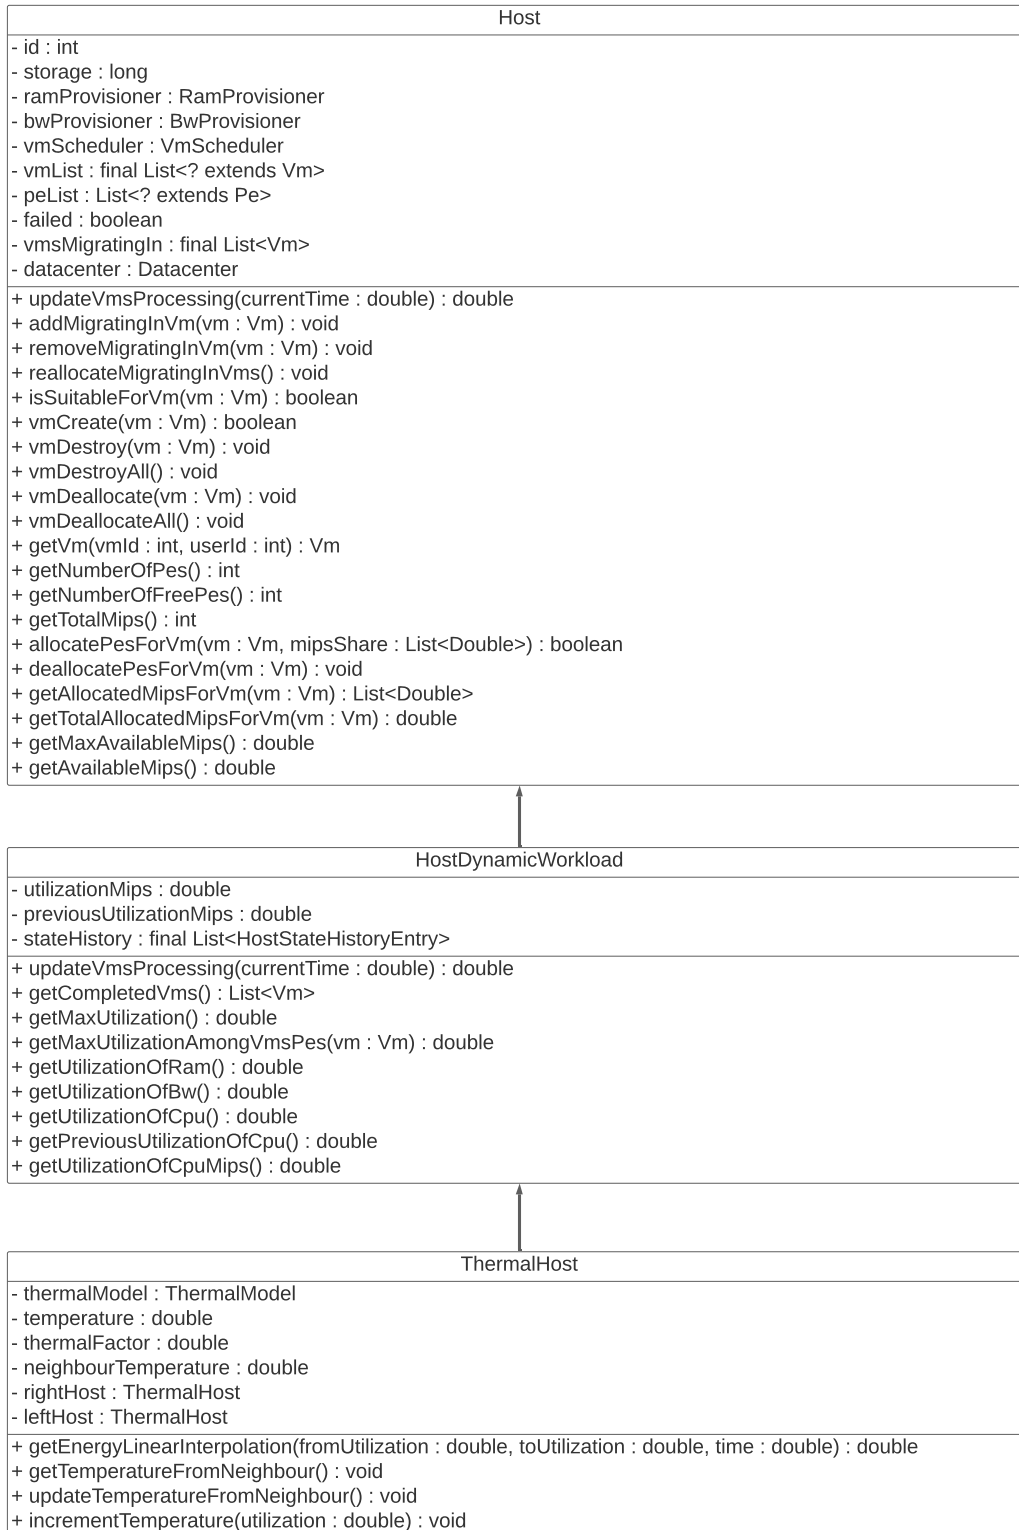 Host
- id : int
- storage : long
- ramProvisioner : RamProvisioner
- bwProvisioner : BwProvisioner
- vmScheduler : VmScheduler
- vmList : final List<? extends Vm>
- peList : List<? extends Pe>
- failed : boolean
- vmsMigratingIn : final List<Vm>
- datacenter : Datacenter
+ updateVmsProcessing(currentTime : double) : double
+ addMigratingInVm(vm : Vm) : void
+ removeMigratingInVm(vm : Vm) : void
+ reallocateMigratingInVms() : void
+ isSuitableForVm(vm : Vm) : boolean
+ vmCreate(vm : Vm) : boolean
+ vmDestroy(vm : Vm) : void
+ vmDestroyAll() : void
+ vmDeallocate(vm : Vm) : void
+ vmDeallocateAll() : void
+ getVm(vmId : int, userId : int) : Vm
+ getNumberOfPes() : int
+ getNumberOfFreePes() : int
+ getTotalMips() : int
+ allocatePesForVm(vm : Vm, mipsShare : List<Double>) : boolean
+ deallocatePesForVm(vm : Vm) : void
+ getAllocatedMipsForVm(vm : Vm) : List<Double>
+ getTotalAllocatedMipsForVm(vm : Vm) : double
+ getMaxAvailableMips() : double
+ getAvailableMips() : double
HostDynamicWorkload
- utilizationMips : double
- previousUtilizationMips : double
- stateHistory : final List<HostStateHistoryEntry>
+ updateVmsProcessing(currentTime : double) : double
+ getCompletedVms() : List<Vm>
+ getMaxUtilization() : double
+ getMaxUtilizationAmongVmsPes(vm : Vm) : double
+ getUtilizationOfRam() : double
+ getUtilizationOfBw() : double
+ getUtilizationOfCpu() : double
+ getPreviousUtilizationOfCpu() : double
+ getUtilizationOfCpuMips() : double
ThermalHost
- thermalModel : ThermalModel
- temperature : double
- thermalFactor : double
- neighbourTemperature : double
- rightHost : ThermalHost
- leftHost : ThermalHost
+ getEnergyLinearInterpolation(fromUtilization : double, toUtilization : double, time : double) : double
+ getTemperatureFromNeighbour() : void
+ updateTemperatureFromNeighbour() : void
+ incrementTemperature(utilization : double) : void